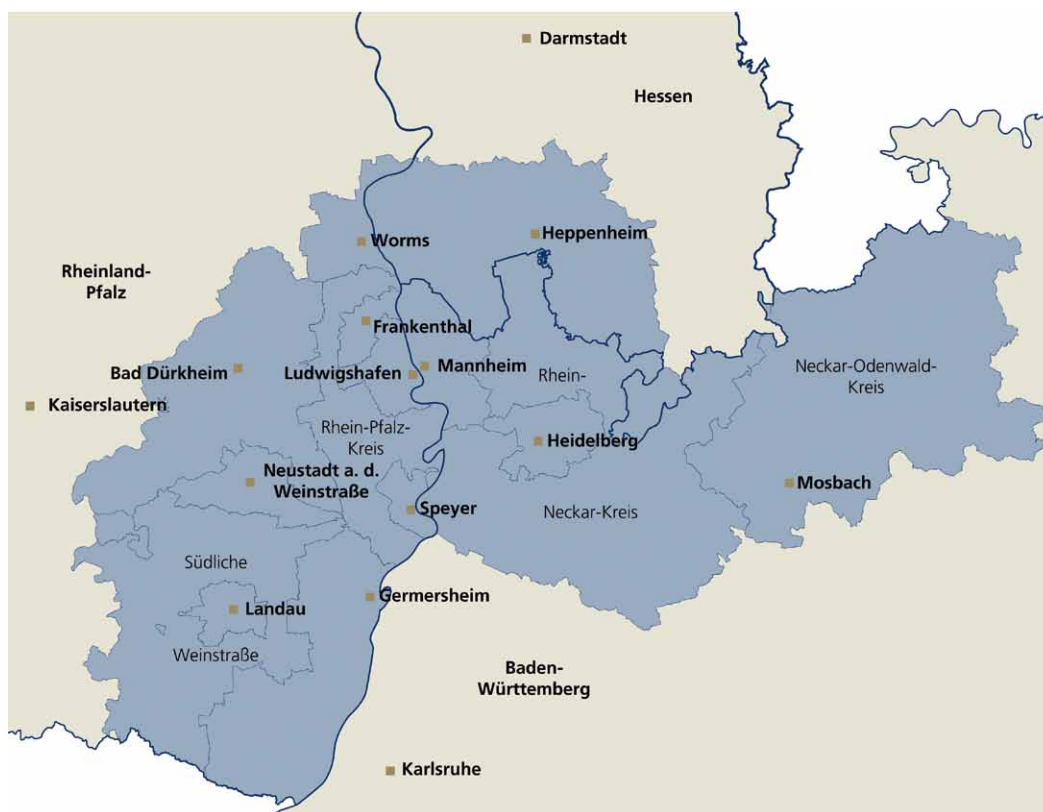 Darmstadt
Hessen
Worms
Heppenheim
Rheinland-
Pfalz
Frankenthal
Bad Dürkheim
Ludwigshafen
Mannheim
Rhein-
Neckar-Odenwald-
Kreis
Kaiserslautern
Rhein-Pfalz-
Kreis
Heidelberg
Neustadt a. d.
Weinstraße
Mosbach
Speyer
Neckar-Kreis
Südliche
Germersheim
Landau
Weinstraße
Baden-
Württemberg
Karlsruhe